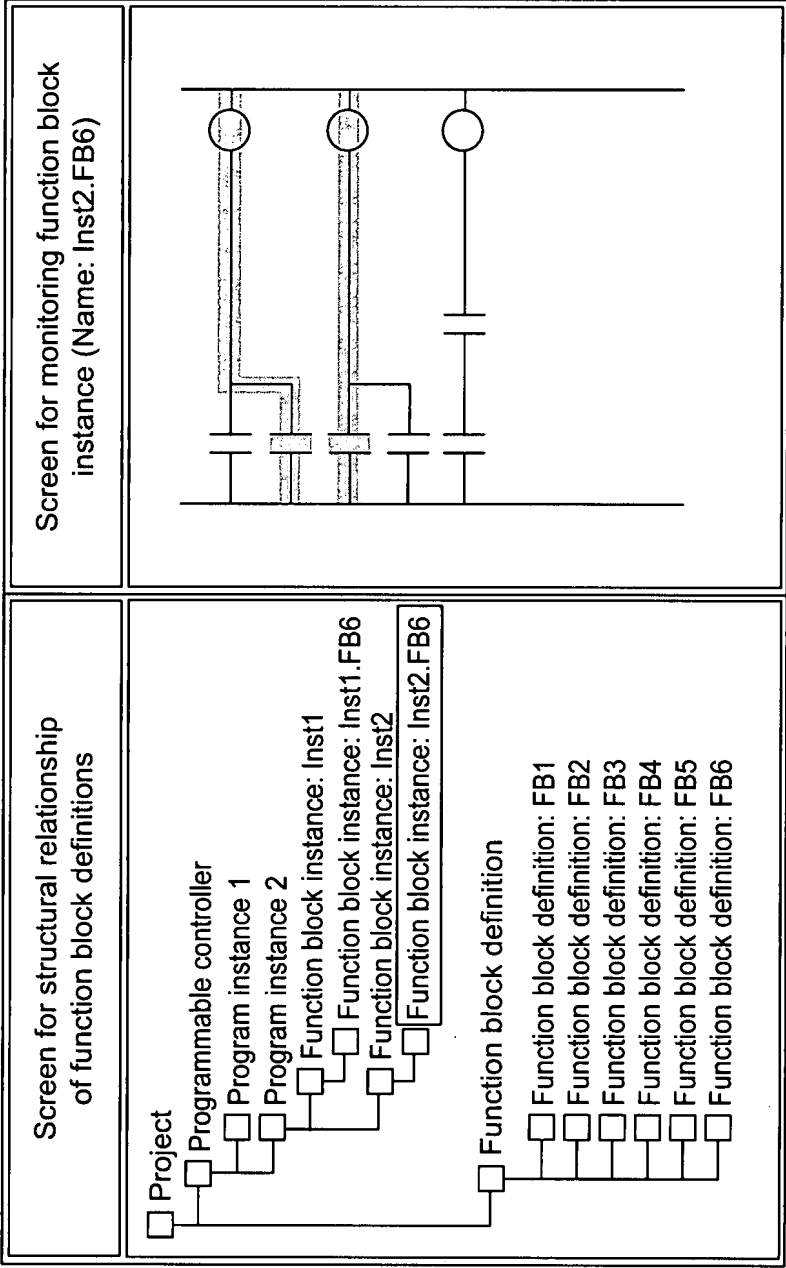 Screen for structural relationship
of function block definitions
Project
Programmable controller
Program instance 1
Program instance 2
Function block instance: Inst1
Function block instance: Inst1.FB6
Function block instance: Inst2
Function block instance: Inst2.FB6
Function block definition
Function block definition: FB1
Function block definition: FB2
Function block definition: FB3
Function block definition: FB4
Function block definition: FB5
Function block definition: FB6
Screen for monitoring function block
instance (Name: Inst2.FB6)